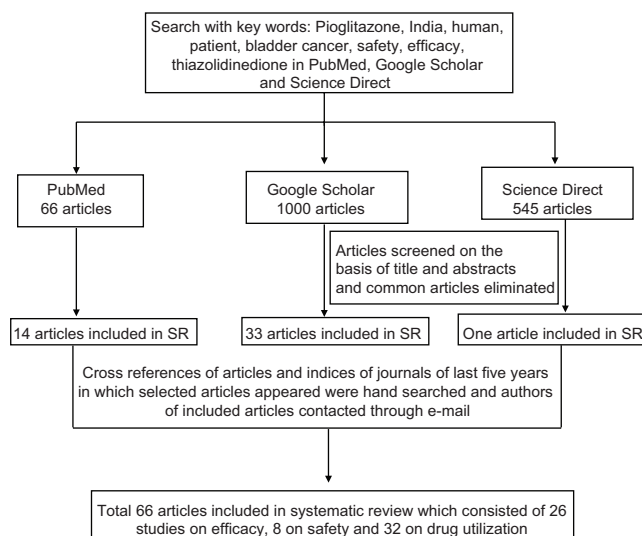 Search with key words: Pioglitazone, India, human,
patient, bladder cancer, safety, efficacy,
thiazolidinedione in PubMed, Google Scholar
and Science Direct
PubMed
66 articles
Google Scholar
1000 articles
Science Direct
545 articles
Articles screened on the
basis of title and abstracts
and common articles eliminated
14 articles included in SR
33 articles included in SR
One article included in SR
Cross references of articles and indices of journals of last five years
in which selected articles appeared were hand searched and authors
of included articles contacted through e-mail
Total 66 articles included in systematic review which consisted of 26
studies on efficacy, 8 on safety and 32 on drug utilization